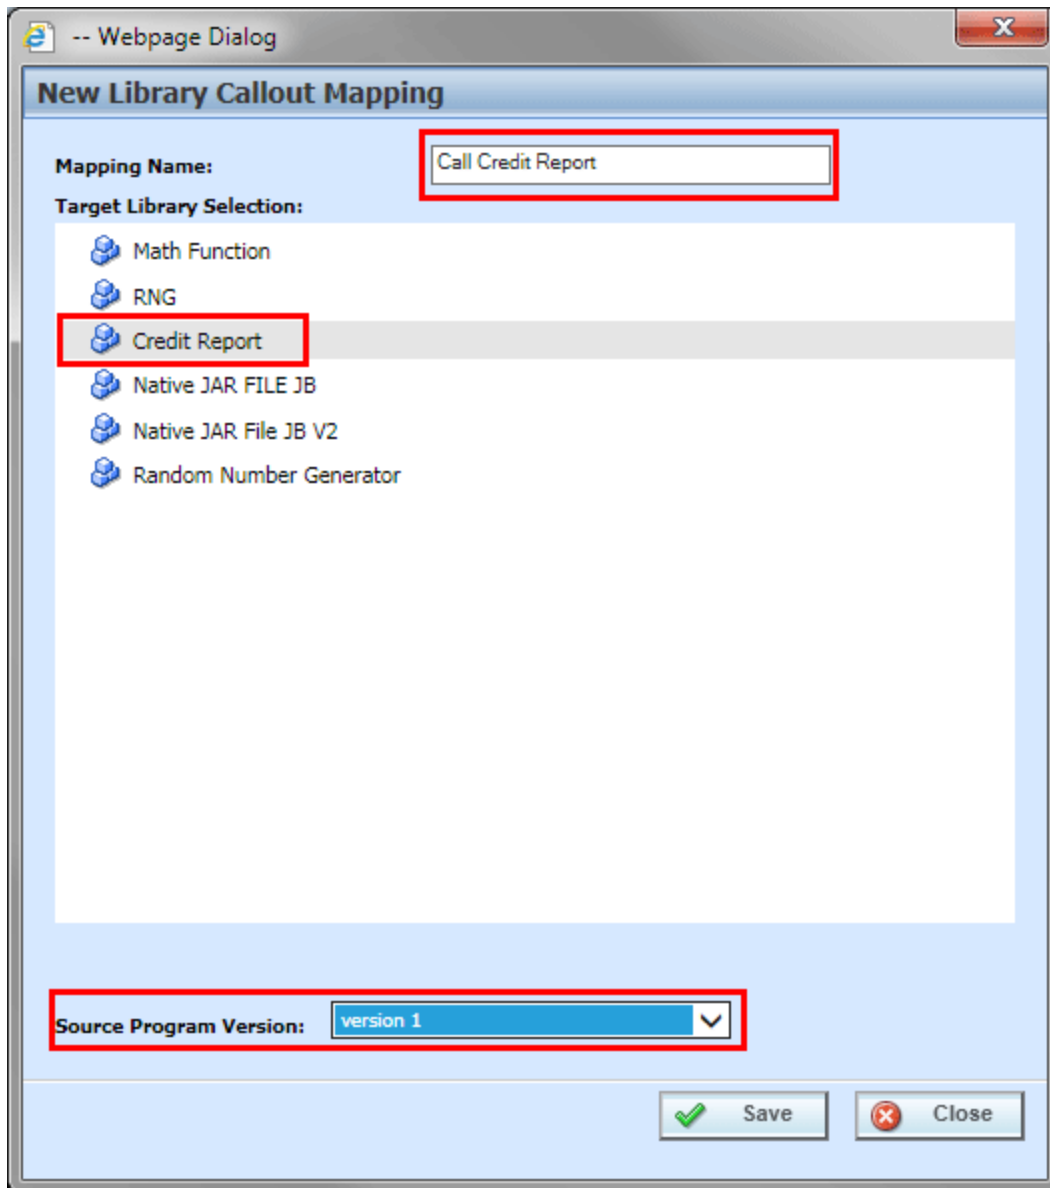 -- Webpage Dialog
New Library Callout Mapping
Mapping Name: Call Credit Report
Target Library Selection:
Math Function
RNG
Credit Report
Native JAR FILE JB
Native JAR File JB V2
Random Number Generator
Source Program Version: version 1
Save Close